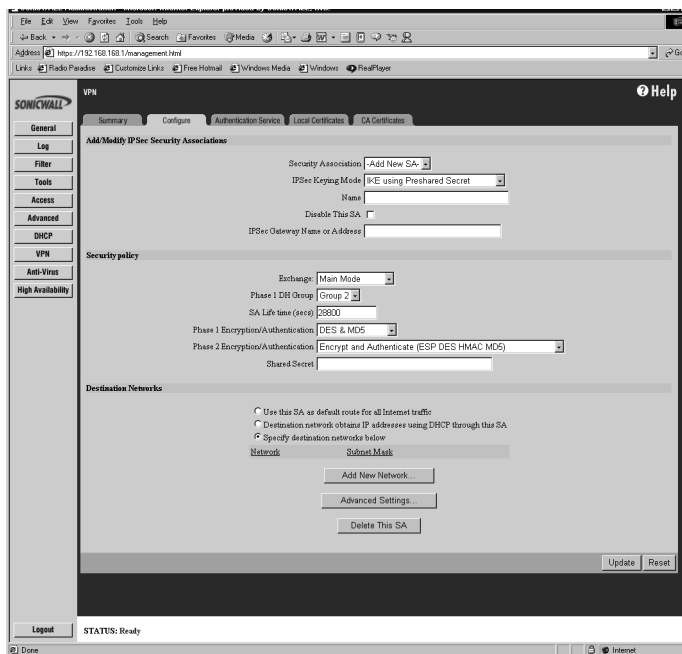 File Edit View Favorites Tools Help
Back Search Favorites Media
Address https://192.168.168.1/management.html Go
Links Radio Paradise Customize Links Free Hotmail Windows Media Windows RealPlayer
SONICWALL
VPN
Help
Summary Configure Authentication Service Local Certificates CA Certificates
General
Log
Filter
Tools
Access
Advanced
DHCP
VPN
Anti-Virus
High Availability
Add/Modify IPSec Security Associations
Security Association -Add New SA-
IPSec Keying Mode IKE using Preshared Secret
Name
Disable This SA
IPSec Gateway Name or Address
Security policy
Exchange: Main Mode
Phase 1 DH Group Group 2
SA Life time (secs) 28800
Phase 1 Encryption/Authentication DES & MD5
Phase 2 Encryption/Authentication Encrypt and Authenticate (ESP DES HMAC MD5)
Shared Secret
Destination Networks
Use this SA as default route for all Internet traffic
Destination network obtains IP addresses using DHCP through this SA
Specify destination networks below
Network Subnet Mask
Add New Network...
Advanced Settings...
Delete This SA
Update Reset
Logout
STATUS: Ready
Done Internet